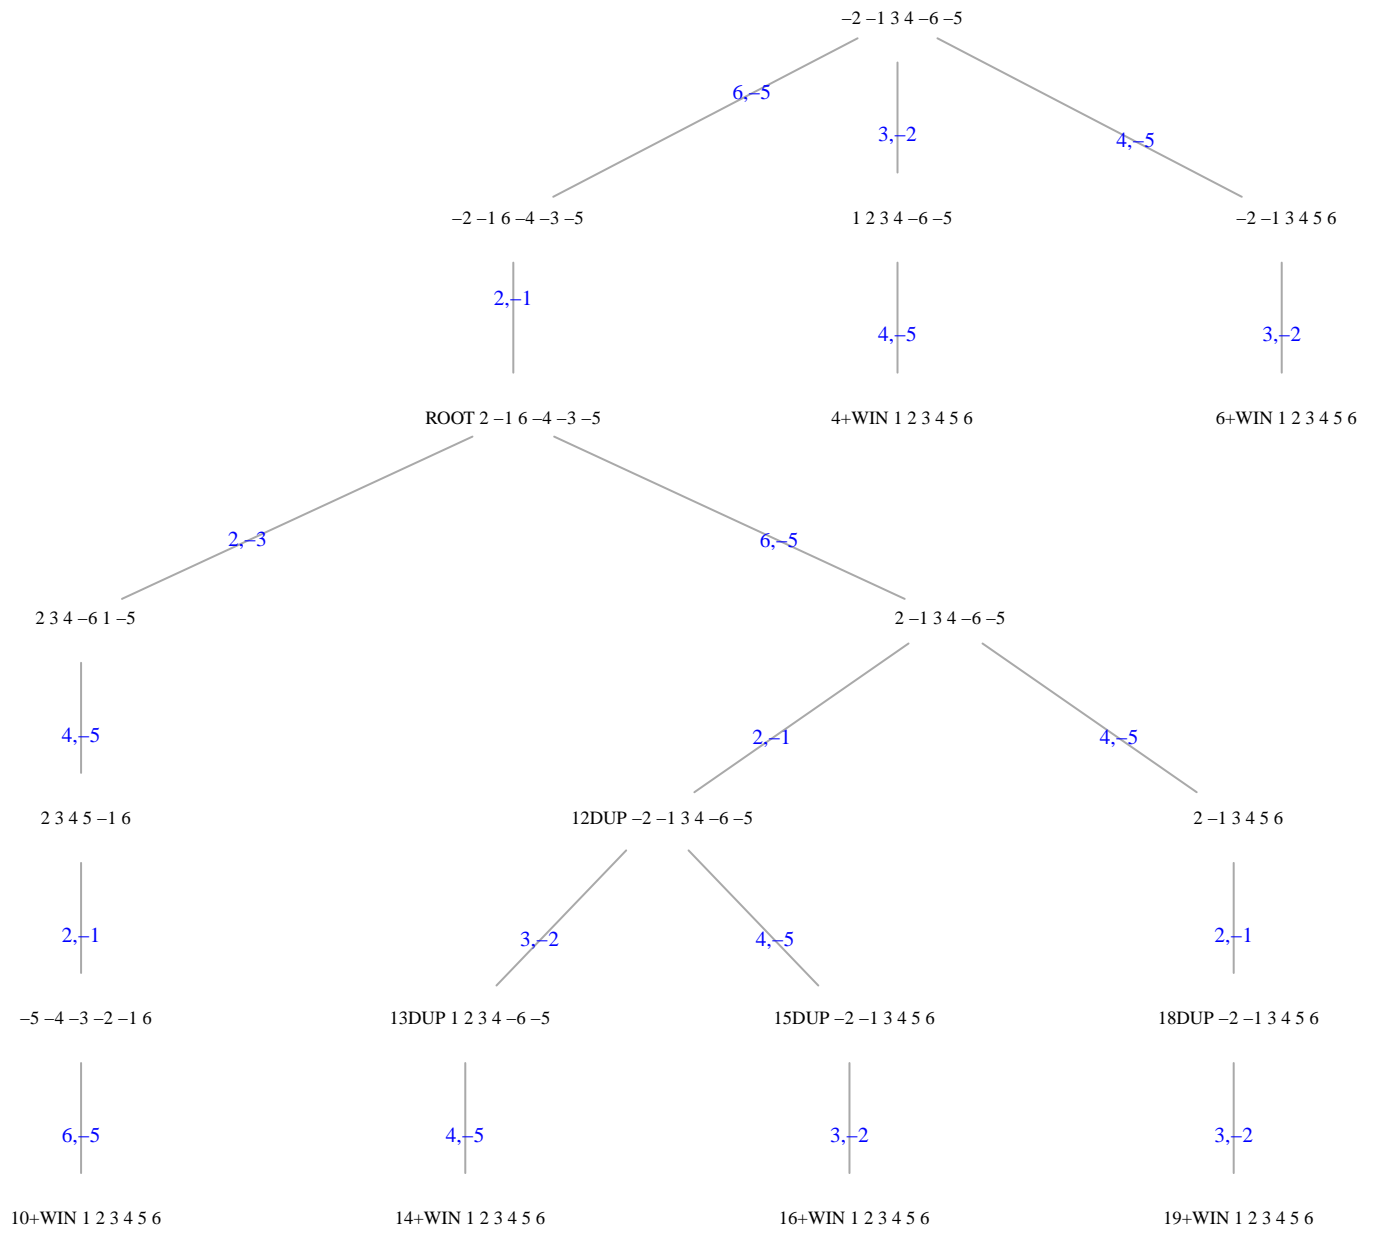 –2 –1 3 4 –6 –5
6,–5
3,–2
4,–5
–2 –1 6 –4 –3 –5
1 2 3 4 –6 –5
–2 –1 3 4 5 6
2,–1
4,–5
3,–2
ROOT 2 –1 6 –4 –3 –5
4+WIN 1 2 3 4 5 6
6+WIN 1 2 3 4 5 6
2,–3
6,–5
2 3 4 –6 1 –5
2 –1 3 4 –6 –5
4,–5
2,–1
4,–5
2 3 4 5 –1 6
12DUP –2 –1 3 4 –6 –5
2 –1 3 4 5 6
2,–1
3,–2
4,–5
2,–1
–5 –4 –3 –2 –1 6
13DUP 1 2 3 4 –6 –5
15DUP –2 –1 3 4 5 6
18DUP –2 –1 3 4 5 6
6,–5
4,–5
3,–2
3,–2
10+WIN 1 2 3 4 5 6
14+WIN 1 2 3 4 5 6
16+WIN 1 2 3 4 5 6
19+WIN 1 2 3 4 5 6